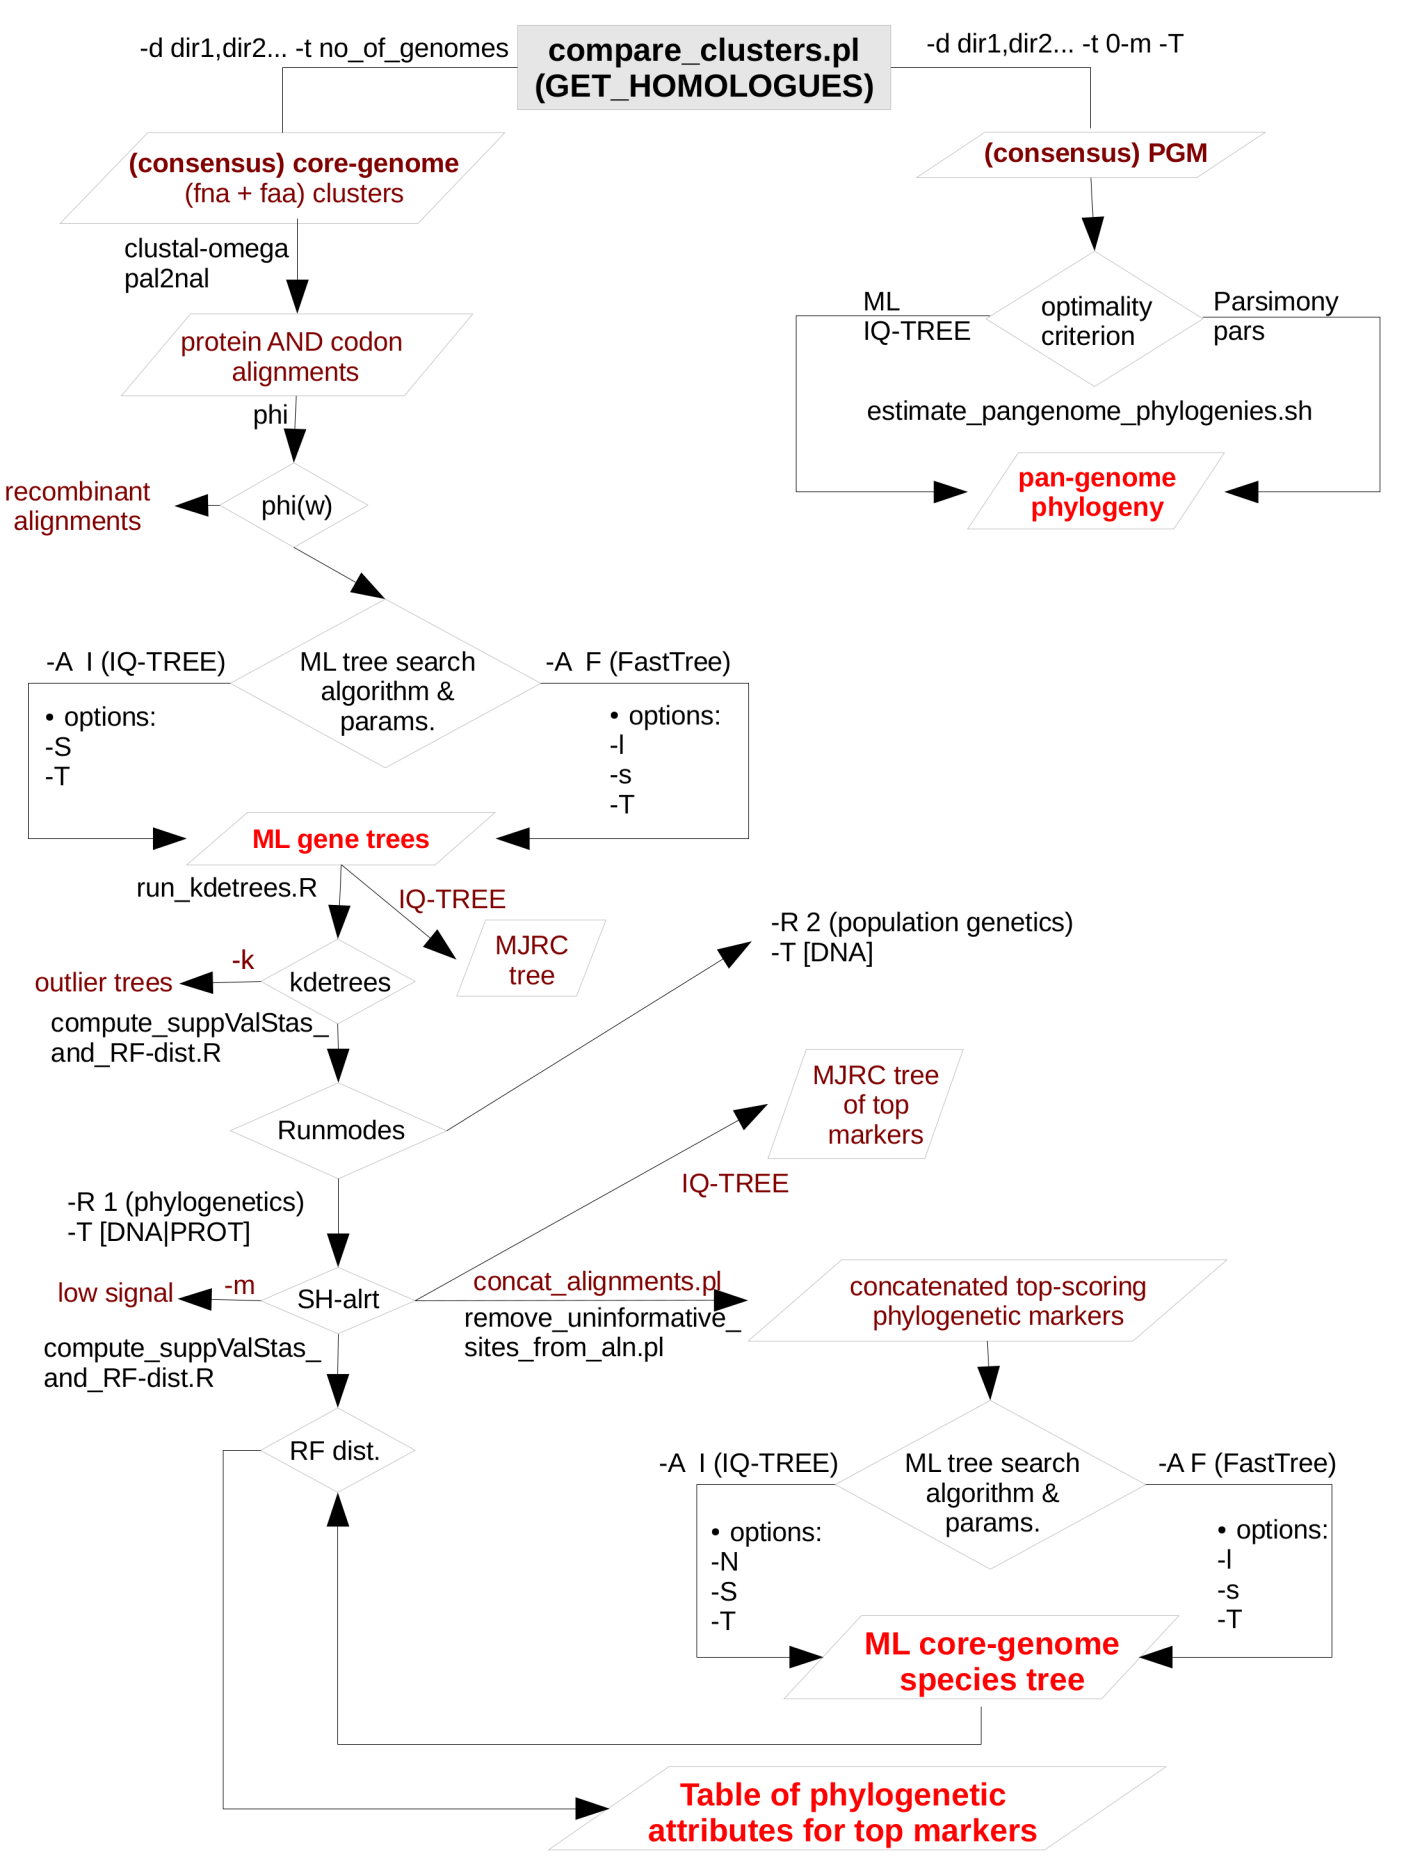 -d dir1,dir2... -t no_of_genomes
compare_clusters.pl
(GET_HOMOLOGUES)
-d dir1,dir2... -t 0-m -T
(consensus) core-genome
(fna + faa) clusters
(consensus) PGM
clustal-omega
pal2nal
protein AND codon
alignments
ML
IQ-TREE
optimality
criterion
Parsimony
pars
estimate_pangenome_phylogenies.sh
pan-genome
phylogeny
phi
phi(w)
recombinant
alignments
-A  I (IQ-TREE)
ML tree search
algorithm &
params.
-A  F (FastTree)
• options:
-S
-T
• options:
-l
-s
-T
ML gene trees
run_kdetrees.R
IQ-TREE
MJRC
tree
-k
outlier trees
kdetrees
-R 2 (population genetics)
-T [DNA]
compute_suppValStas_
and_RF-dist.R
Runmodes
MJRC tree
of top
markers
IQ-TREE
-R 1 (phylogenetics)
-T [DNA|PROT]
low signal
-m
SH-alrt
concat_alignments.pl
remove_uninformative_
sites_from_aln.pl
concatenated top-scoring
phylogenetic markers
compute_suppValStas_
and_RF-dist.R
RF dist.
-A  I (IQ-TREE)
ML tree search
algorithm &
params.
-A F (FastTree)
• options:
-N
-S
-T
• options:
-l
-s
-T
ML core-genome
species tree
Table of phylogenetic
attributes for top markers